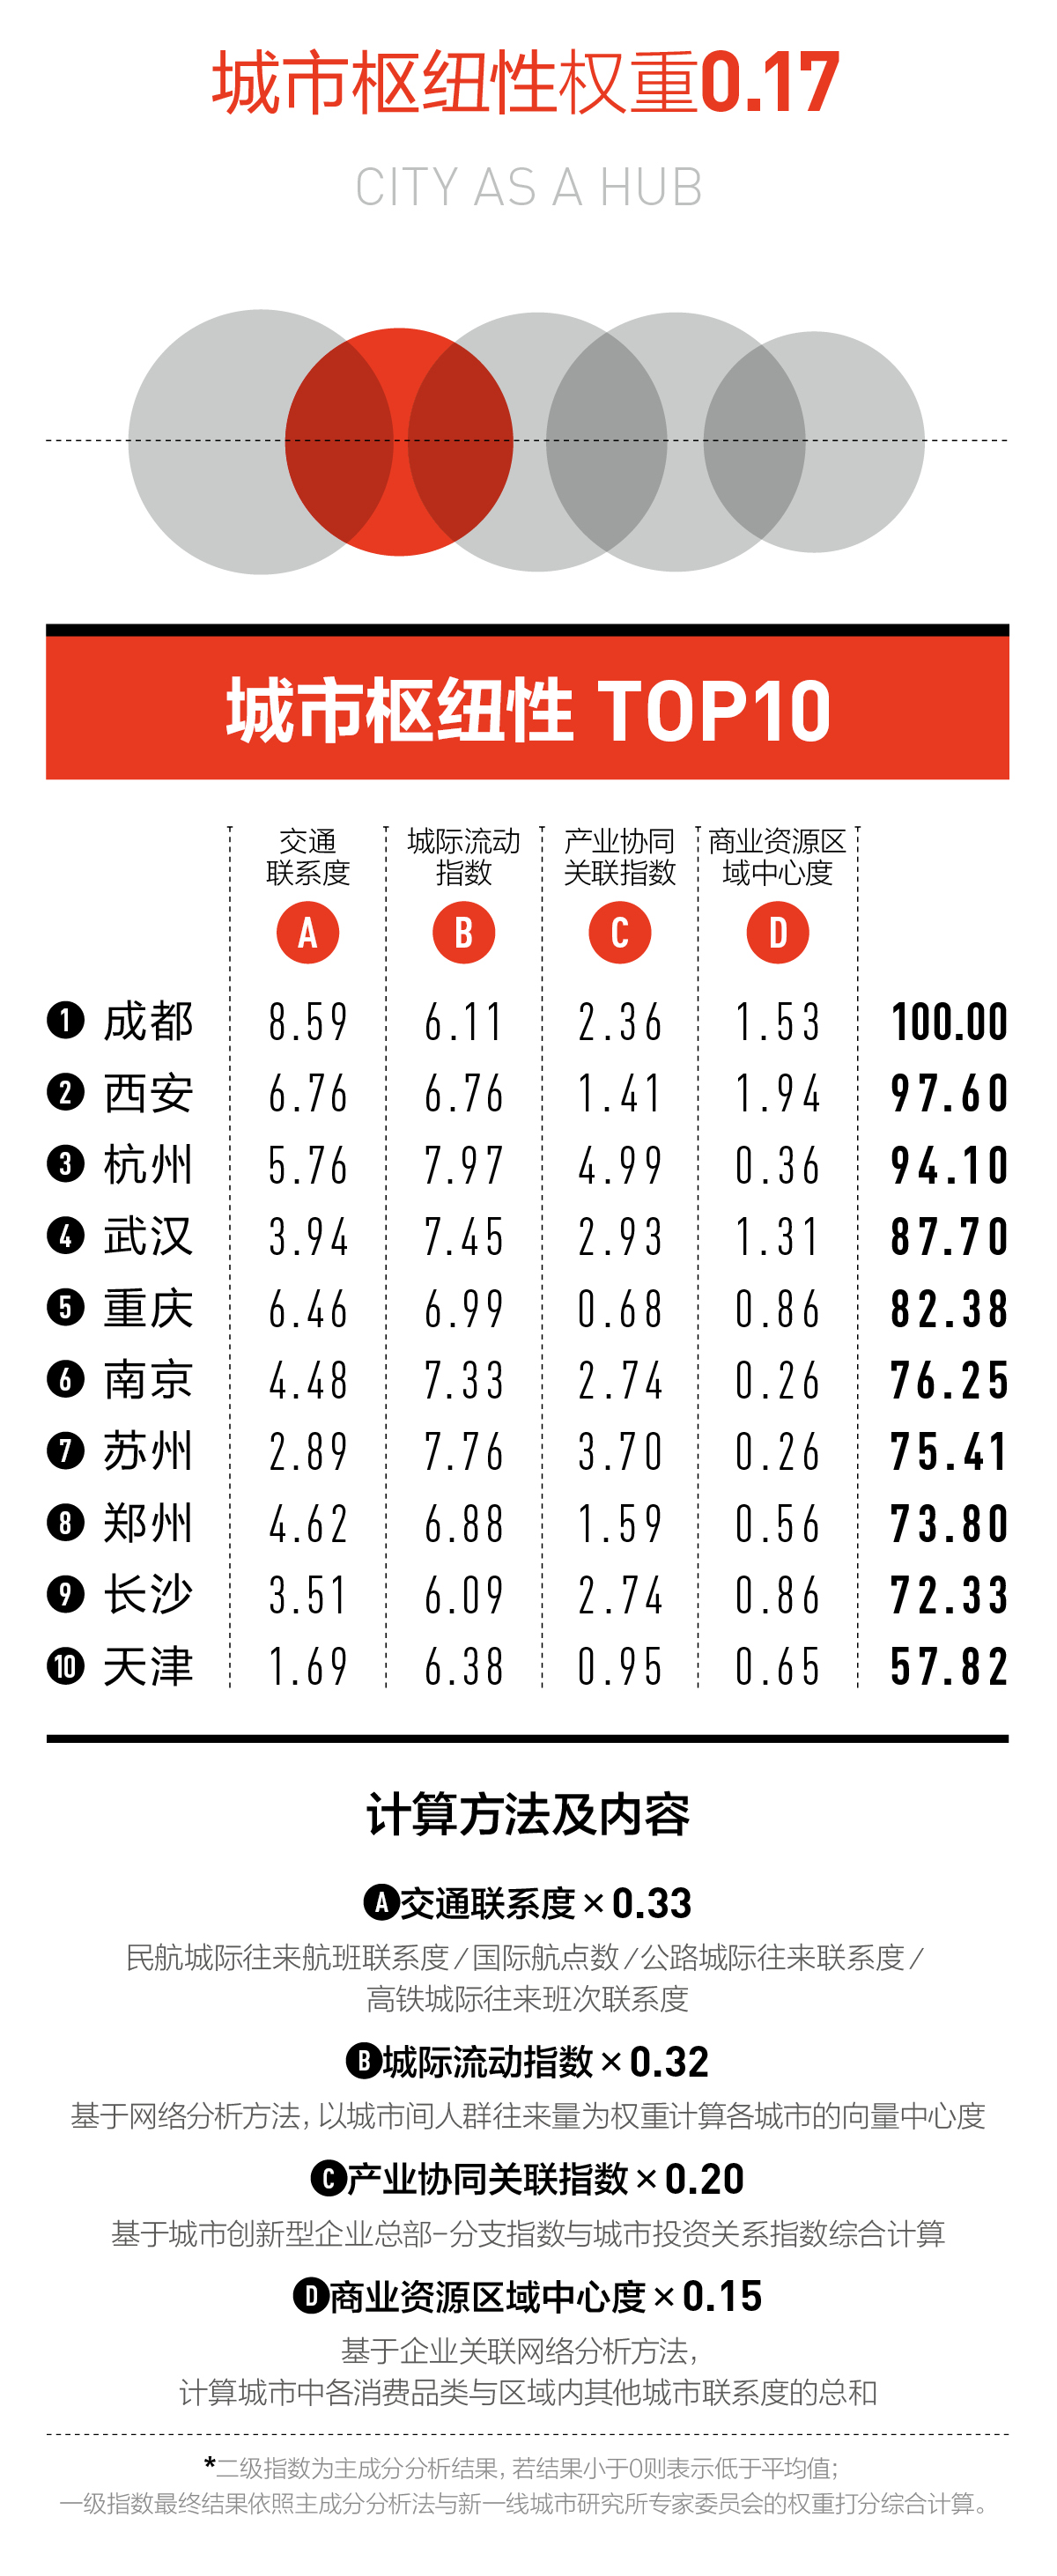 城市枢纽性权重0.17
CITY AS A HUB
城市枢纽性 TOP10
交通 城际流动 产业协同 商业资源区
联系度 指数 关联指数 域中心度
A B C D
1 成都 8.59 6.11 2.36 1.53 100.00
2 西安 6.76 6.76 1.41 1.94 97.60
3 杭州 5.76 7.97 4.99 0.36 94.10
4 武汉 3.94 7.45 2.93 1.31 87.70
5 重庆 6.46 6.99 0.68 0.86 82.38
6 南京 4.48 7.33 2.74 0.26 76.25
7 苏州 2.89 7.76 3.70 0.26 75.41
8 郑州 4.62 6.88 1.59 0.56 73.80
9 长沙 3.51 6.09 2.74 0.86 72.33
10 天津 1.69 6.38 0.95 0.65 57.82
计算方法及内容
A交通联系度×0.33
民航城际往来航班联系度/国际航点数/公路城际往来联系度/
高铁城际往来班次联系度
B城际流动指数×0.32
基于网络分析方法，以城市间人群往来量为权重计算各城市的向量中心度
C产业协同关联指数×0.20
基于城市创新型企业总部-分支指数与城市投资关系指数综合计算
D商业资源区域中心度×0.15
基于企业关联网络分析方法，
计算城市中各消费品类与区域内其他城市联系度的总和
*二级指数为主成分分析结果，若结果小于0则表示低于平均值；
一级指数最终结果依照主成分分析法与新一线城市研究所专家委员会的权重打分综合计算。